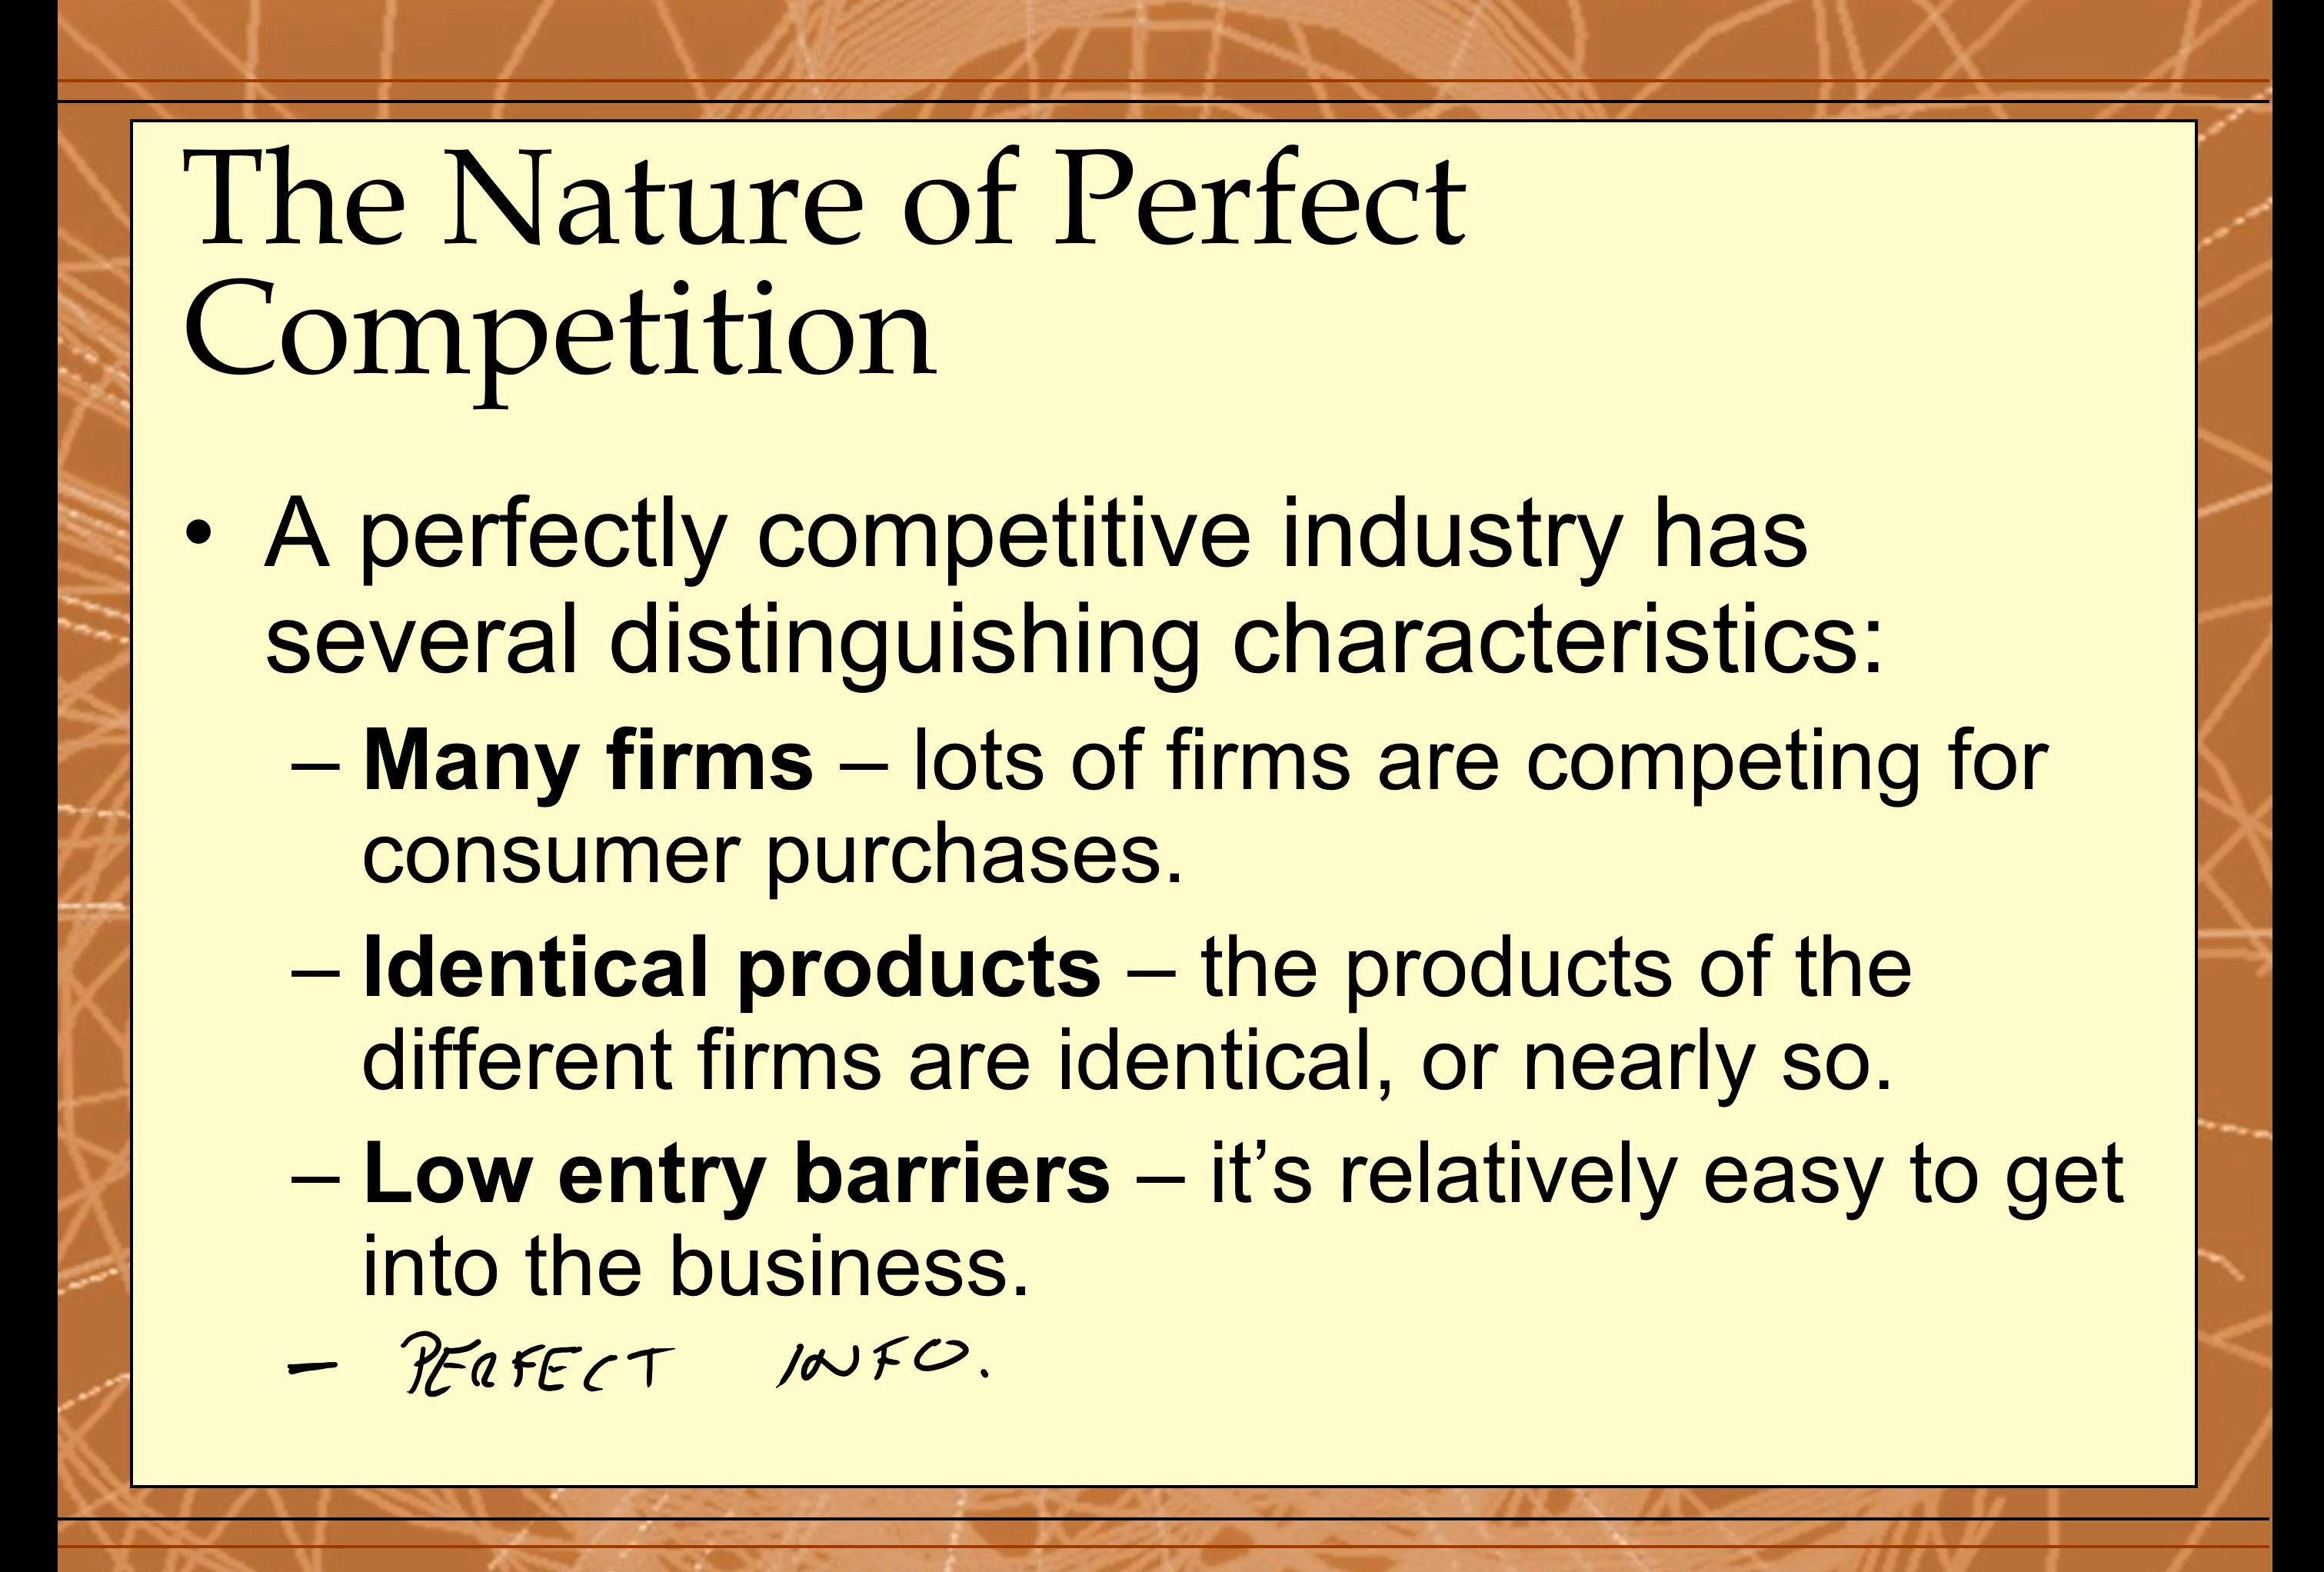 The Nature of Perfect
Competition
• A perfectly competitive industry has
several distinguishing characteristics:
– Many firms – lots of firms are competing for
consumer purchases.
– Identical products – the products of the
different firms are identical, or nearly so.
– Low entry barriers – it’s relatively easy to get
into the business.
– PERFECT INFO.